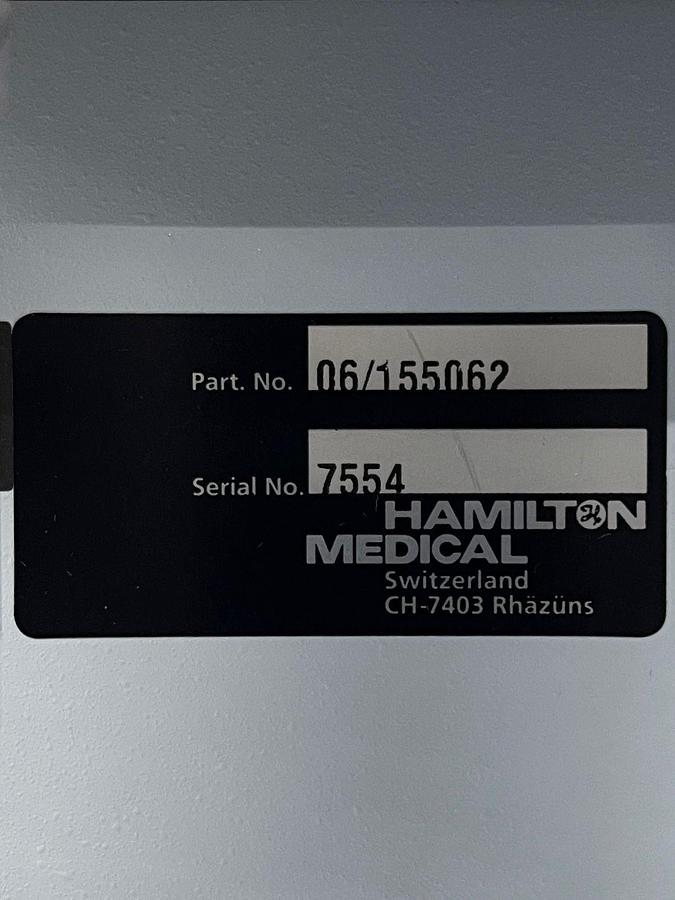 Part. No. 06/155062
Serial No. 7554
HAMILTON
MEDICAL
Switzerland
CH-7403 Rhäzüns